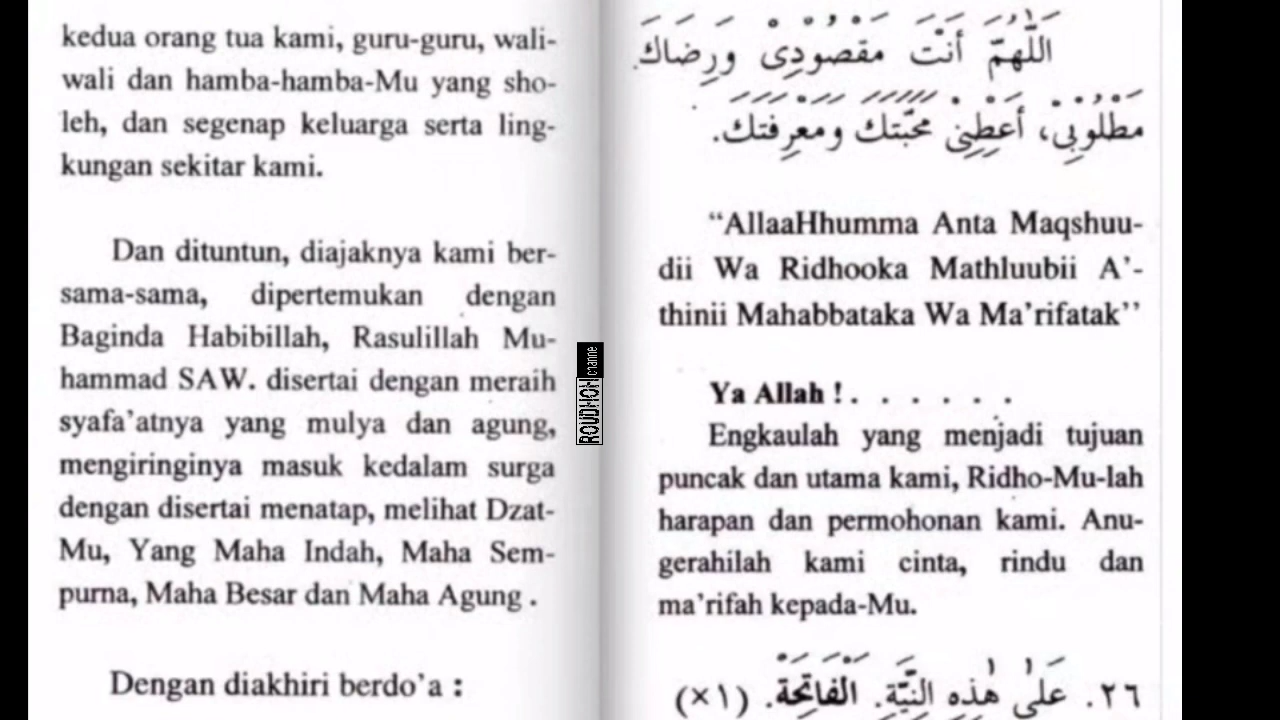 kedua orang tua kami, guru-guru, wali-
wali dan hamba-hamba-Mu yang sho-
leh, dan segenap keluarga serta ling-
kungan sekitar kami.
Dan dituntun, diajaknya kami ber-
sama-sama, dipertemukan dengan
Baginda Habibillah, Rasulillah Mu-
hammad SAW. disertai dengan meraih
syafa'atnya yang mulya dan agung,
mengiringinya masuk kedalam surga
dengan disertai menatap, melihat Dzat-
Mu, Yang Maha Indah, Maha Sem-
purna, Maha Besar dan Maha Agung .
Dengan diakhiri berdo'a :
ROUDHOH channel
اَللّٰهُمَّ أَنْتَ مَقْصُوْدِيْ وَرِضَاكَ
مَطْلُوْبِيْ، أَعْطِنِيْ مَحَبَّتَكَ وَمَعْرِفَتَكَ.
“AllaaHhumma Anta Maqshuu-
dii Wa Ridhooka Mathluubii A’-
thinii Mahabbataka Wa Ma’rifatak’’
Ya Allah ! . . . . . .
Engkaulah yang menjadi tujuan
puncak dan utama kami, Ridho-Mu-lah
harapan dan permohonan kami. Anu-
gerahilah kami cinta, rindu dan
ma’rifah kepada-Mu.
٢٦. عَلَى هٰذِهِ النِّيَّةِ. الْفَاتِحَةْ. (١×)